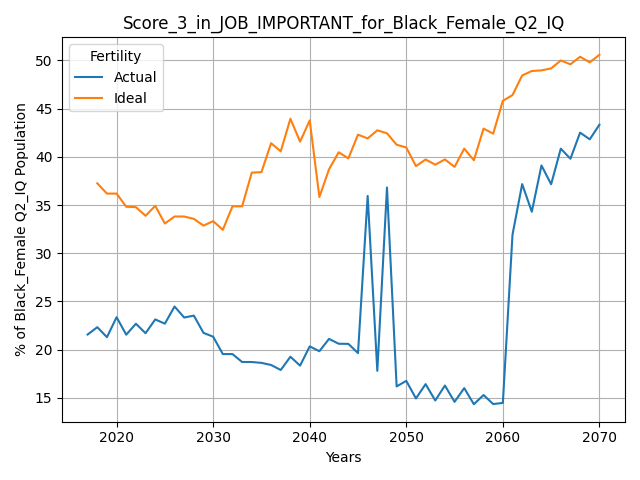 Score_3_in_JOB_IMPORTANT_for_Black_Female_Q2_IQ
Fertility
Actual
Ideal
% of Black_Female Q2_IQ Population
50
45
40
35
30
25
20
15
2020 2030 2040 2050 2060 2070
Years